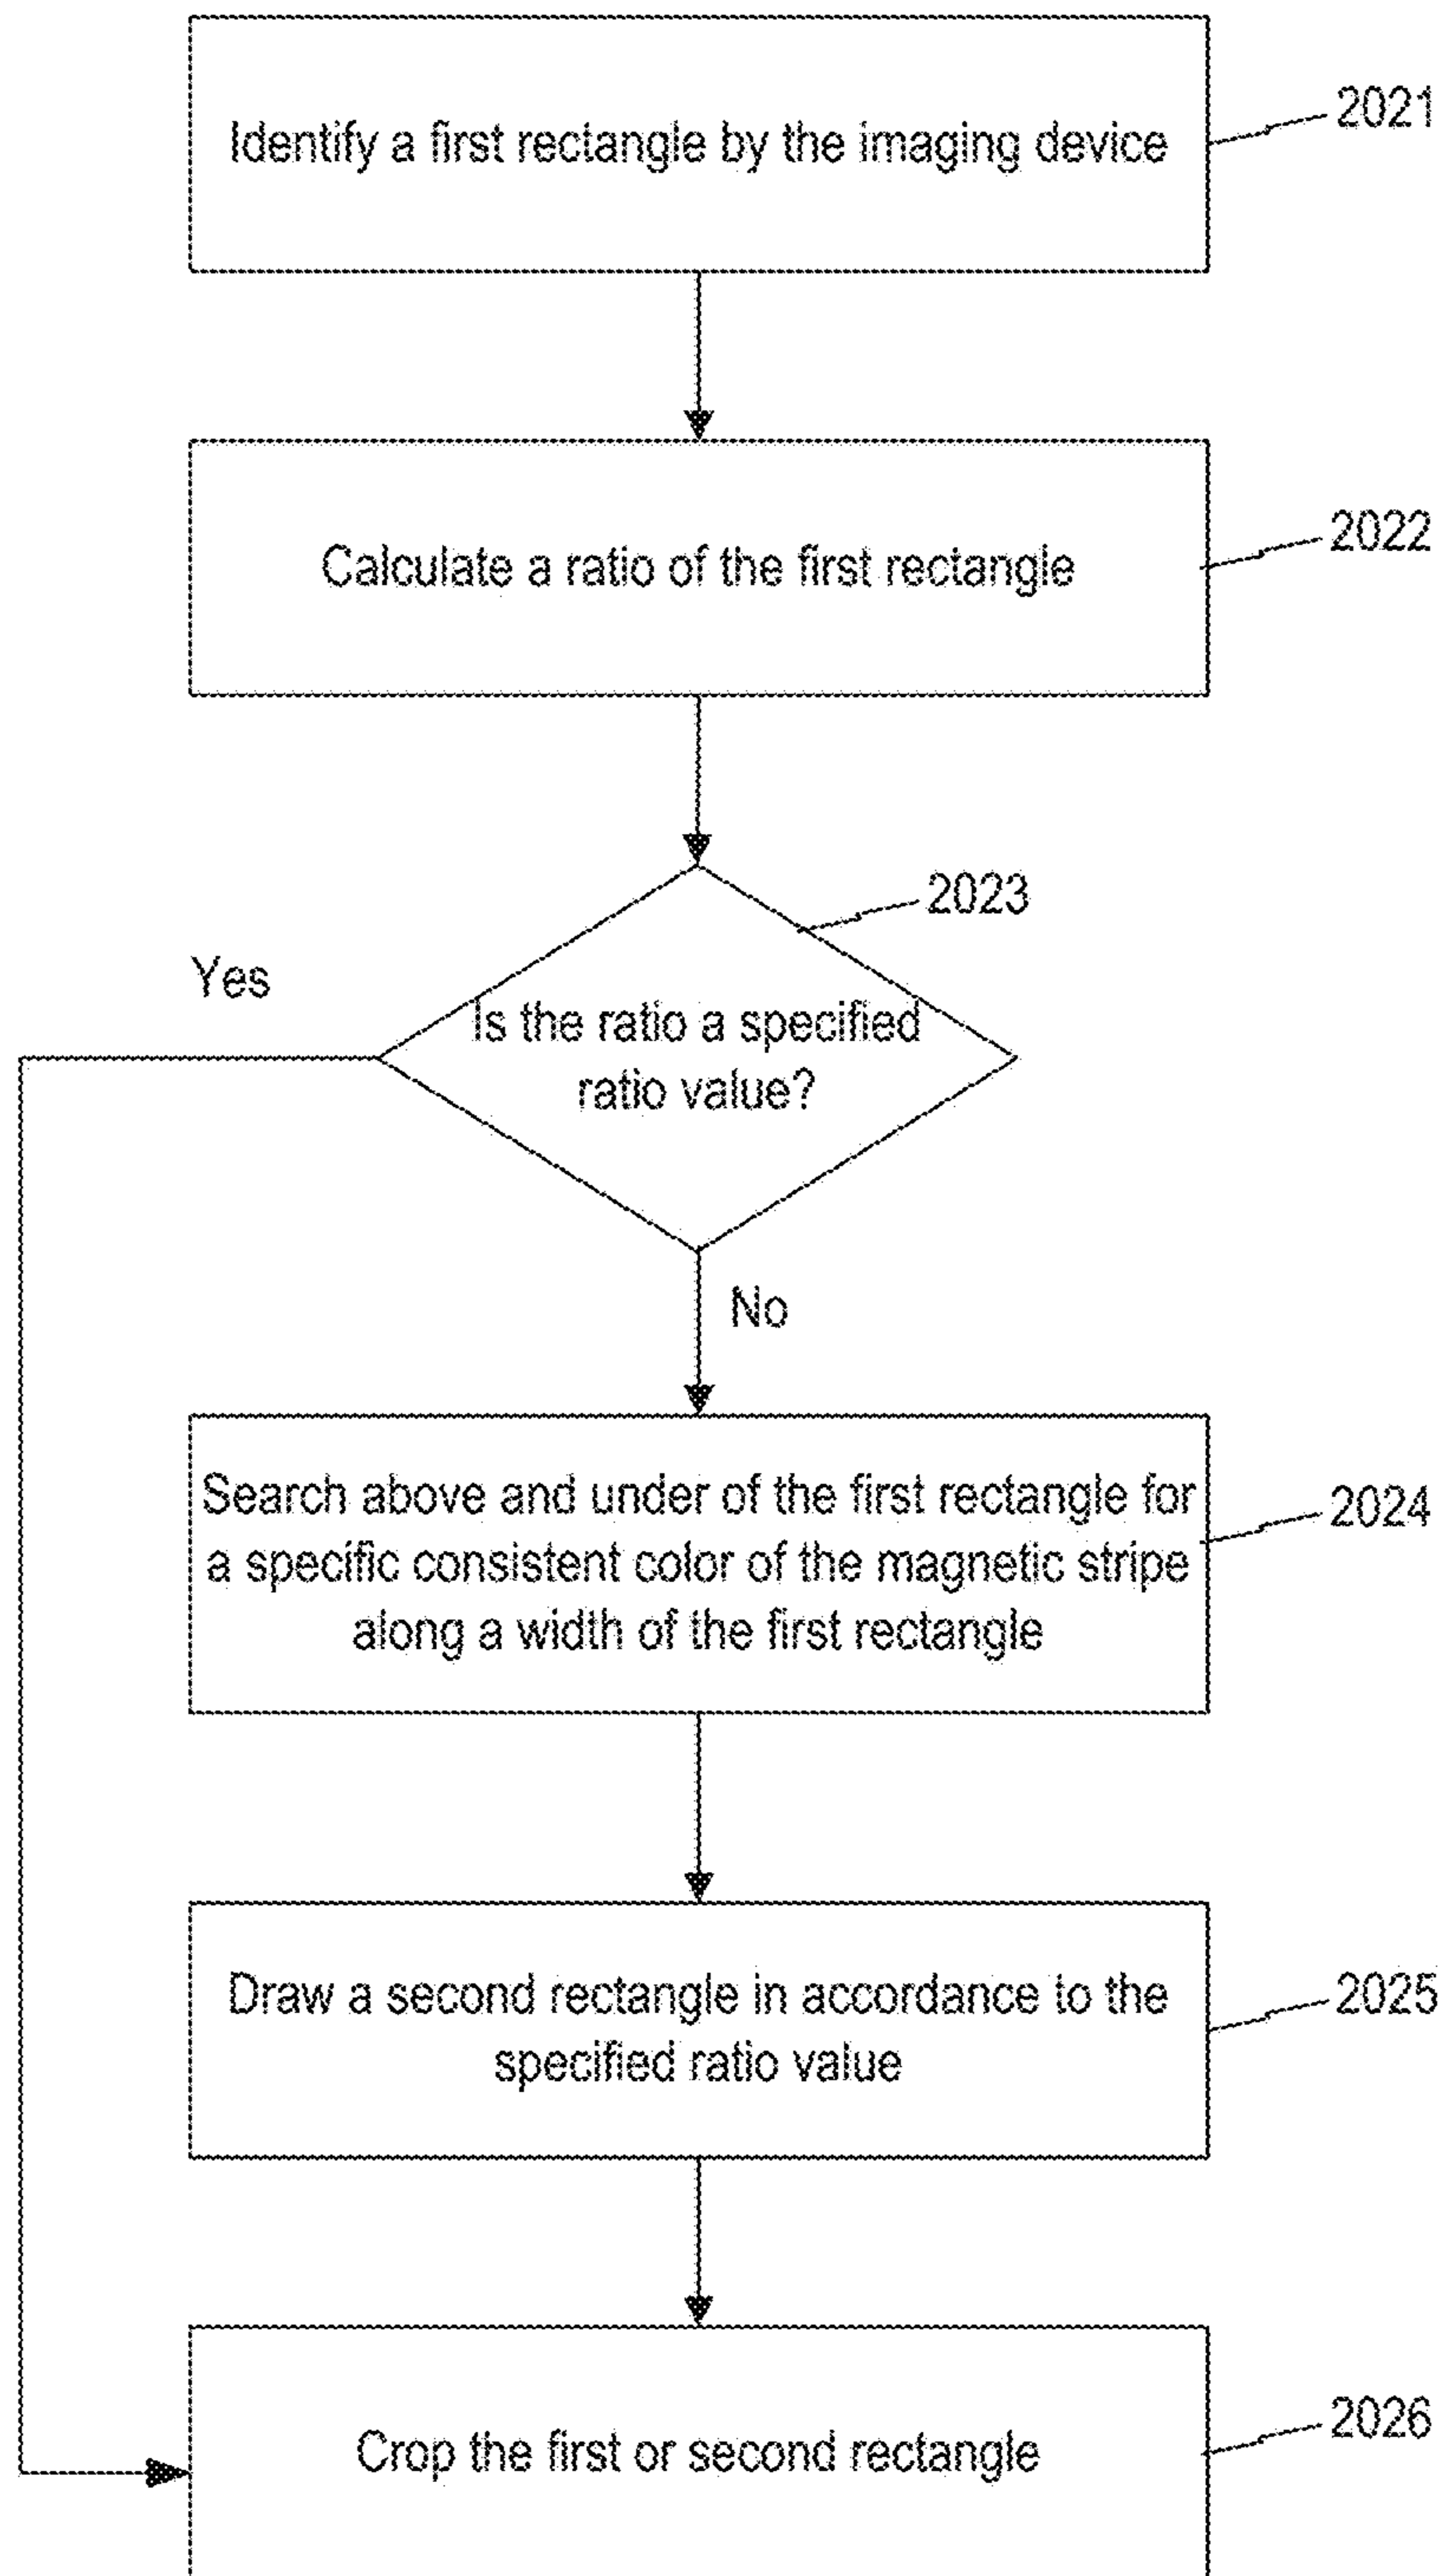 Identify a first rectangle by the imaging device
2021
Calculate a ratio of the first rectangle
2022
2023
Yes
Is the ratio a specified
ratio value?
No
Search above and under of the first rectangle for
a specific consistent color of the magnetic stripe
along a width of the first rectangle
2024
Draw a second rectangle in accordance to the
specified ratio value
2025
Crop the first or second rectangle
2026